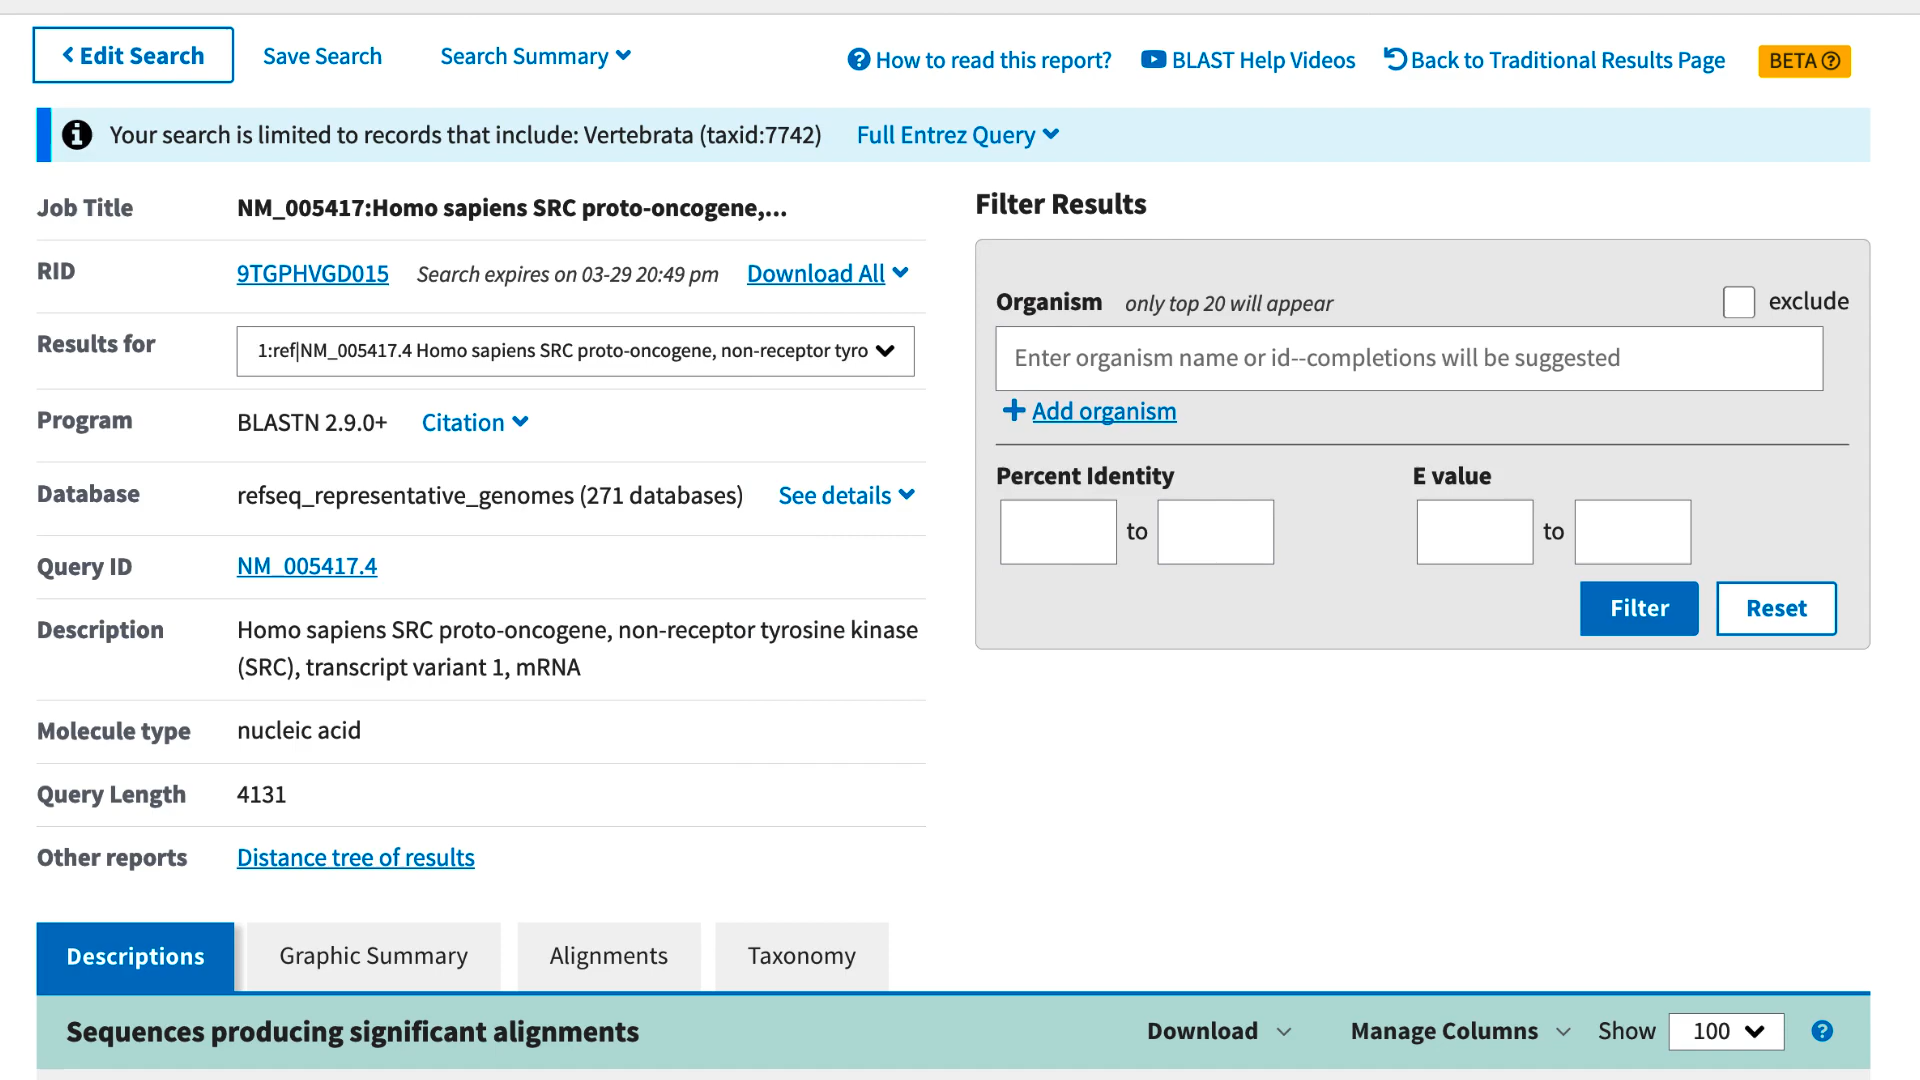 Edit Search
Save Search
Search Summary
How to read this report?
BLAST Help Videos
Back to Traditional Results Page
BETA
Your search is limited to records that include: Vertebrata (taxid:7742)
Full Entrez Query
Job Title
NM_005417:Homo sapiens SRC proto-oncogene,...
RID
9TGPHVGD015
Search expires on 03-29 20:49 pm
Download All
Results for
1:ref|NM_005417.4 Homo sapiens SRC proto-oncogene, non-receptor tyro
Program
BLASTN 2.9.0+
Citation
Database
refseq_representative_genomes (271 databases)
See details
Query ID
NM_005417.4
Description
Homo sapiens SRC proto-oncogene, non-receptor tyrosine kinase
(SRC), transcript variant 1, mRNA
Molecule type
nucleic acid
Query Length
4131
Other reports
Distance tree of results
Filter Results
Organism
only top 20 will appear
exclude
Enter organism name or id--completions will be suggested
Add organism
Percent Identity
E value
to
to
Filter
Reset
Descriptions
Graphic Summary
Alignments
Taxonomy
Sequences producing significant alignments
Download
Manage Columns
Show
100